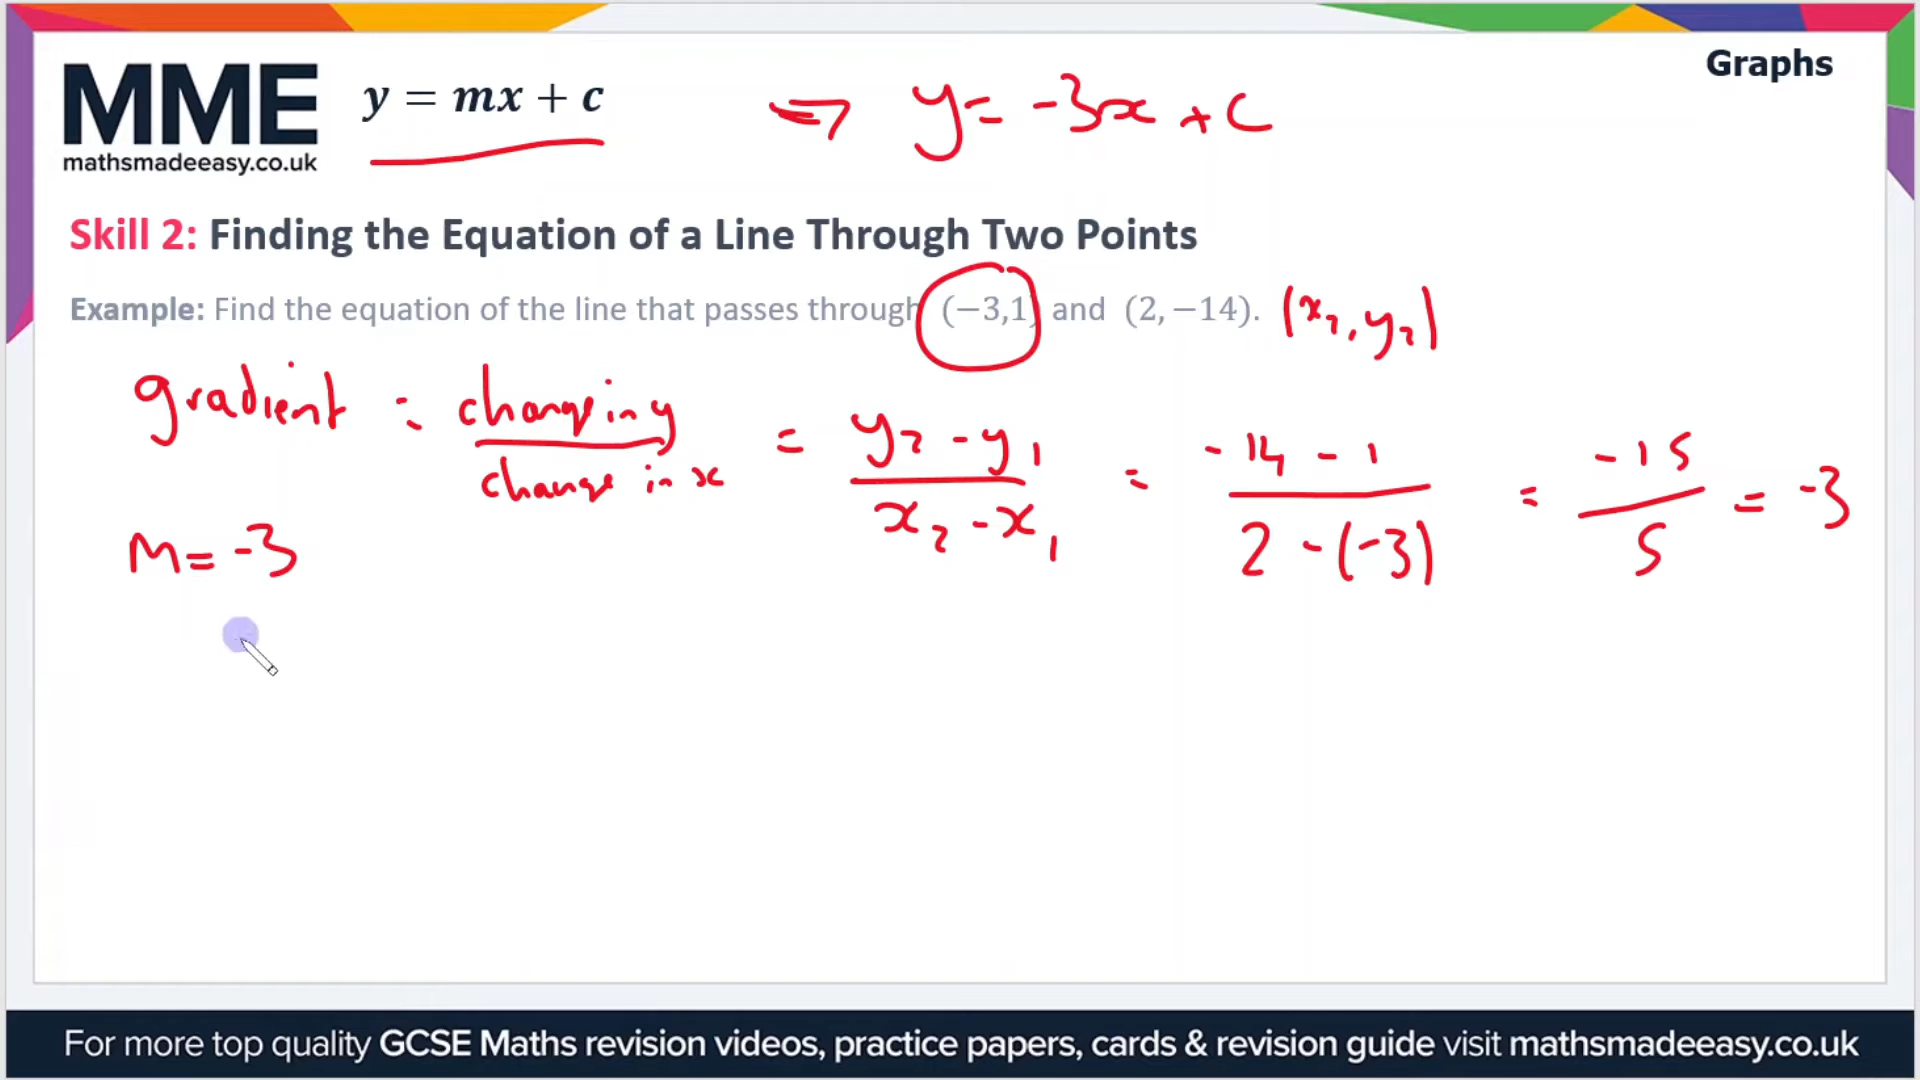 Graphs
MME
mathsmadeeasy.co.uk
y = mx + c
⇒ y = -3x + c
Skill 2: Finding the Equation of a Line Through Two Points
Example: Find the equation of the line that passes through (−3,1) and (2,−14). (x₂, y₂)
gradient = change in y / change in x = y₂ - y₁ / x₂ - x₁ = -14 - 1 / 2 - (-3) = -15 / 5 = -3
M = -3
For more top quality GCSE Maths revision videos, practice papers, cards & revision guide visit mathsmadeeasy.co.uk